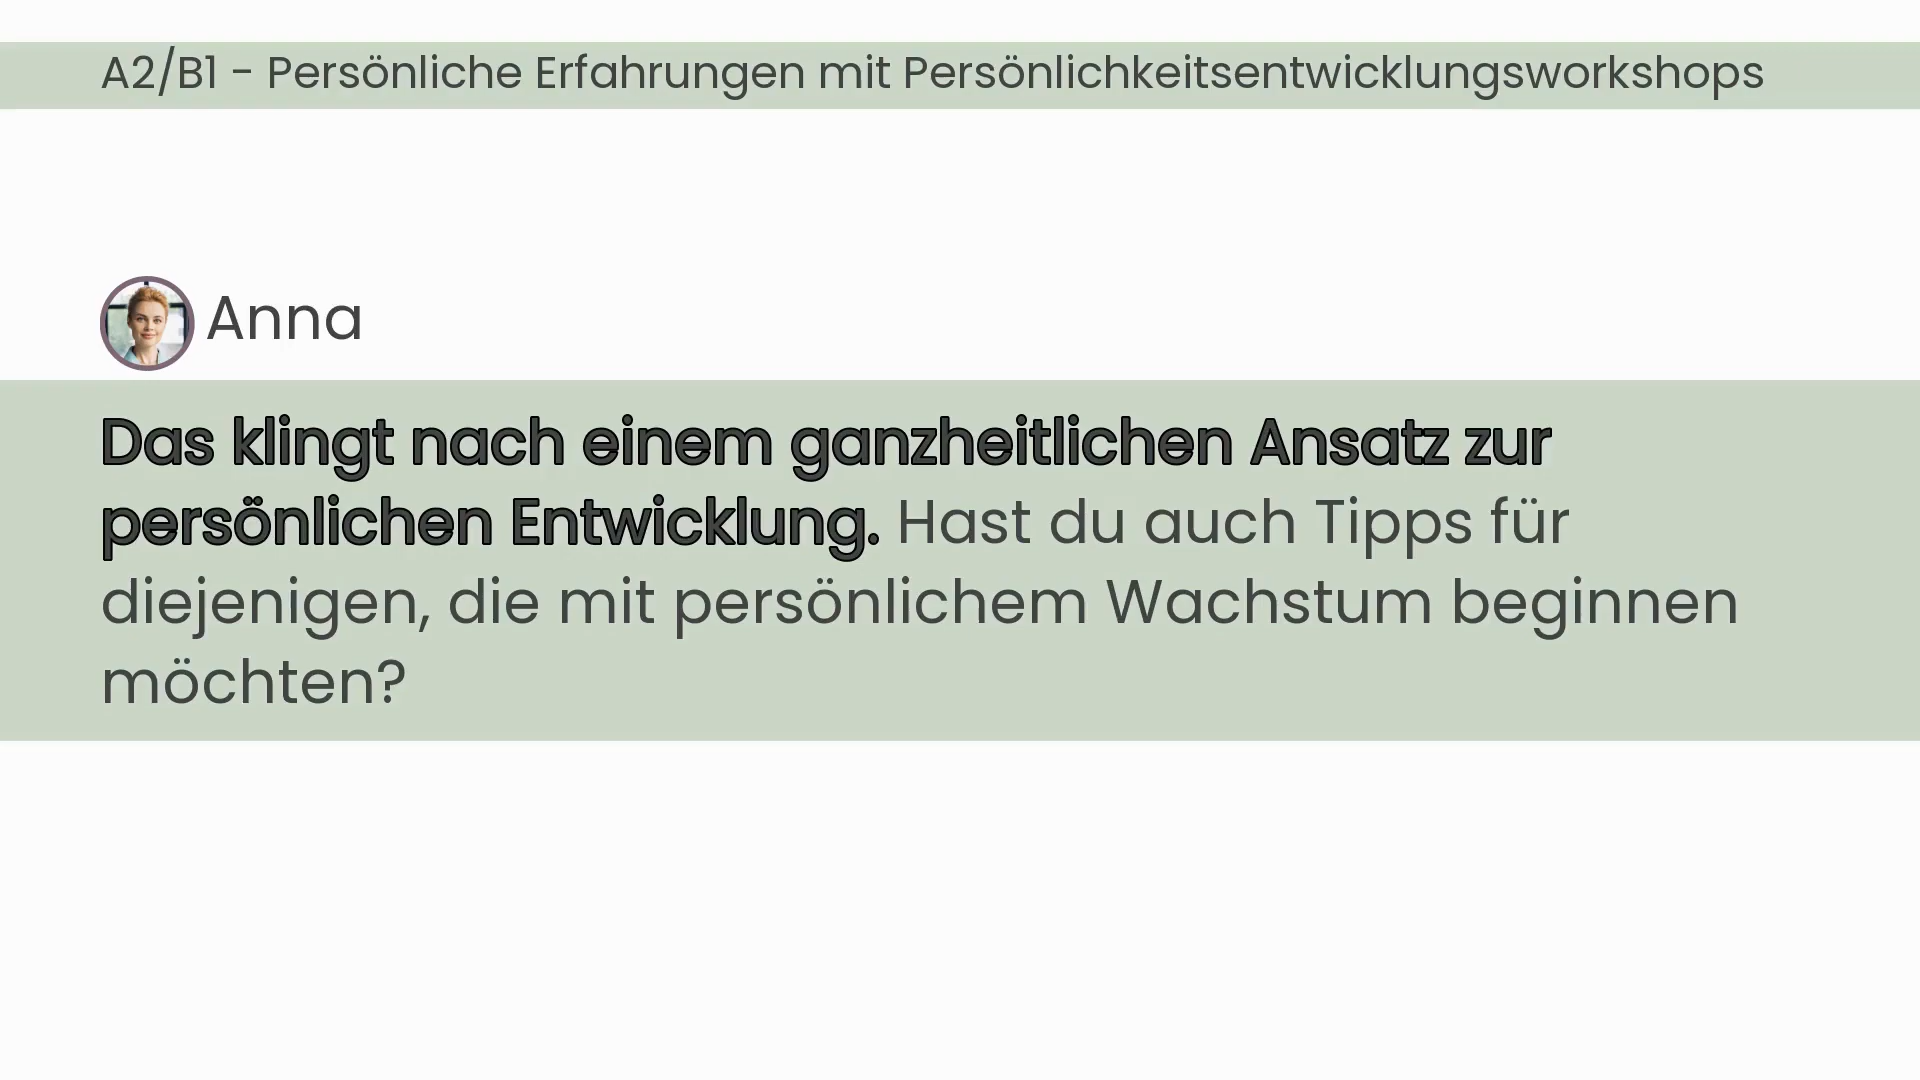 A2/B1 - Persönliche Erfahrungen mit Persönlichkeitsentwicklungsworkshops
Anna
Das klingt nach einem ganzheitlichen Ansatz zur
persönlichen Entwicklung. Hast du auch Tipps für
diejenigen, die mit persönlichem Wachstum beginnen
möchten?